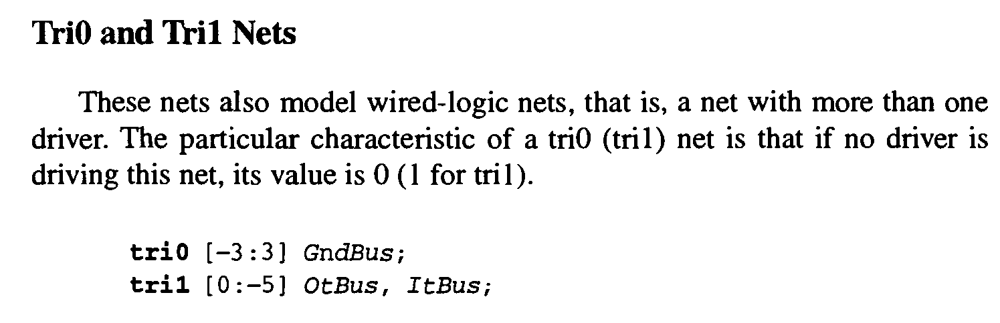 Tri0 and Tri1 Nets
These nets also model wired-logic nets, that is, a net with more than one
driver. The particular characteristic of a tri0 (tri1) net is that if no driver is
driving this net, its value is 0 (1 for tri1).
tri0 [-3:3] GndBus;
tri1 [0:-5] OtBus, ItBus;